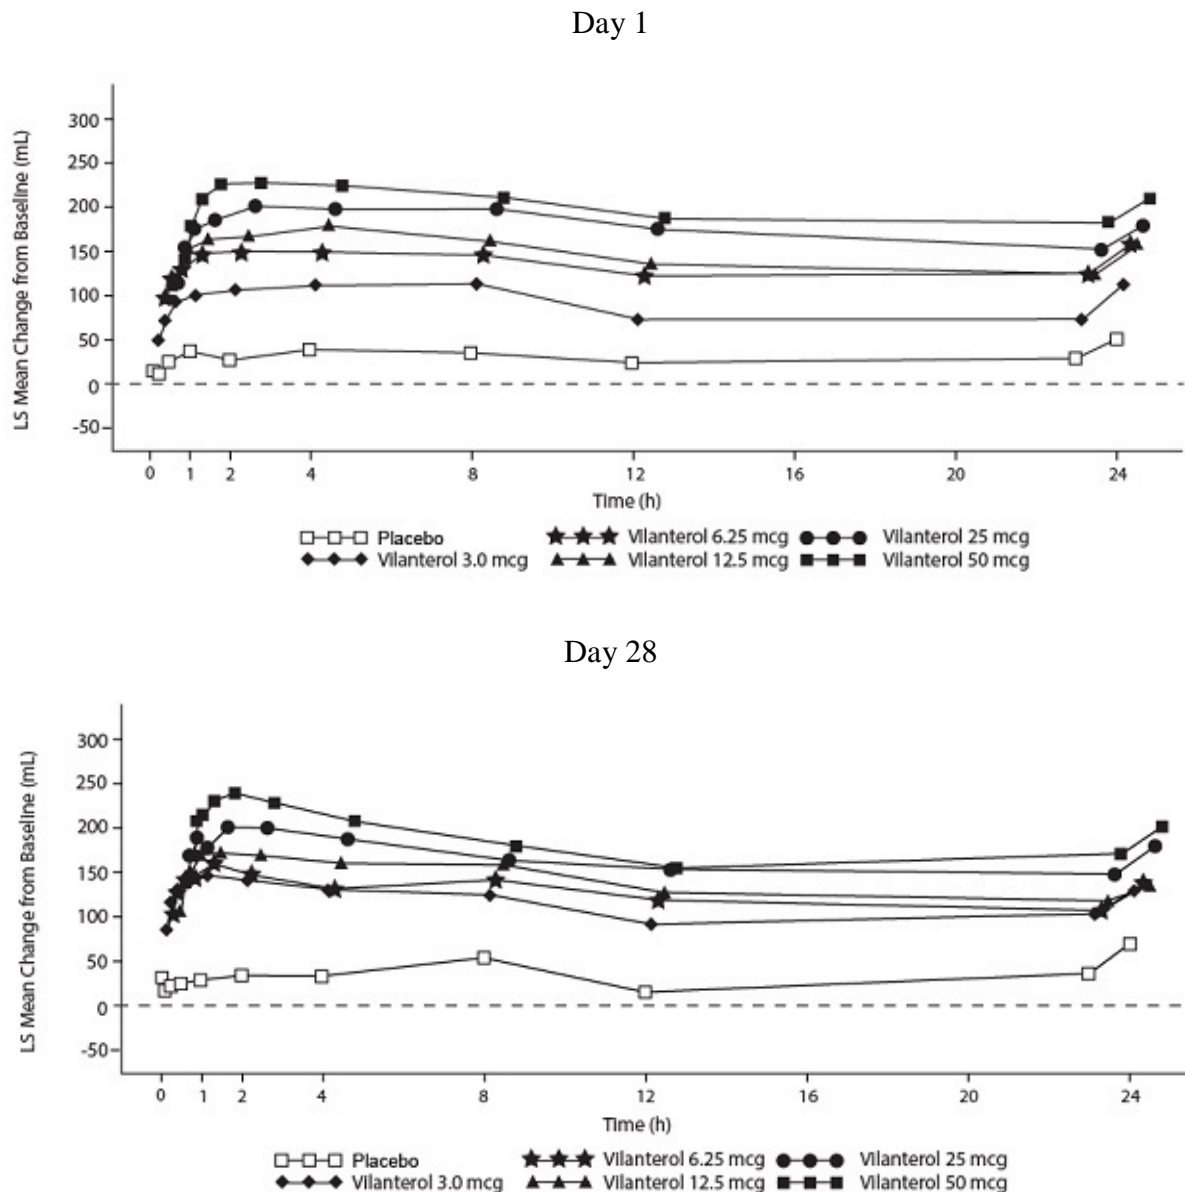 Day 1
LS Mean Change from Baseline (mL)
300
250
200
150
100
50
0
-50
0 1 2 4 8 12 16 20 24
Time (h)
Placebo Vilanterol 6.25 mcg Vilanterol 25 mcg
Vilanterol 3.0 mcg Vilanterol 12.5 mcg Vilanterol 50 mcg
Day 28
LS Mean Change from Baseline (mL)
300
250
200
150
100
50
0
-50
0 1 2 4 8 12 16 20 24
Time (h)
Placebo Vilanterol 6.25 mcg Vilanterol 25 mcg
Vilanterol 3.0 mcg Vilanterol 12.5 mcg Vilanterol 50 mcg